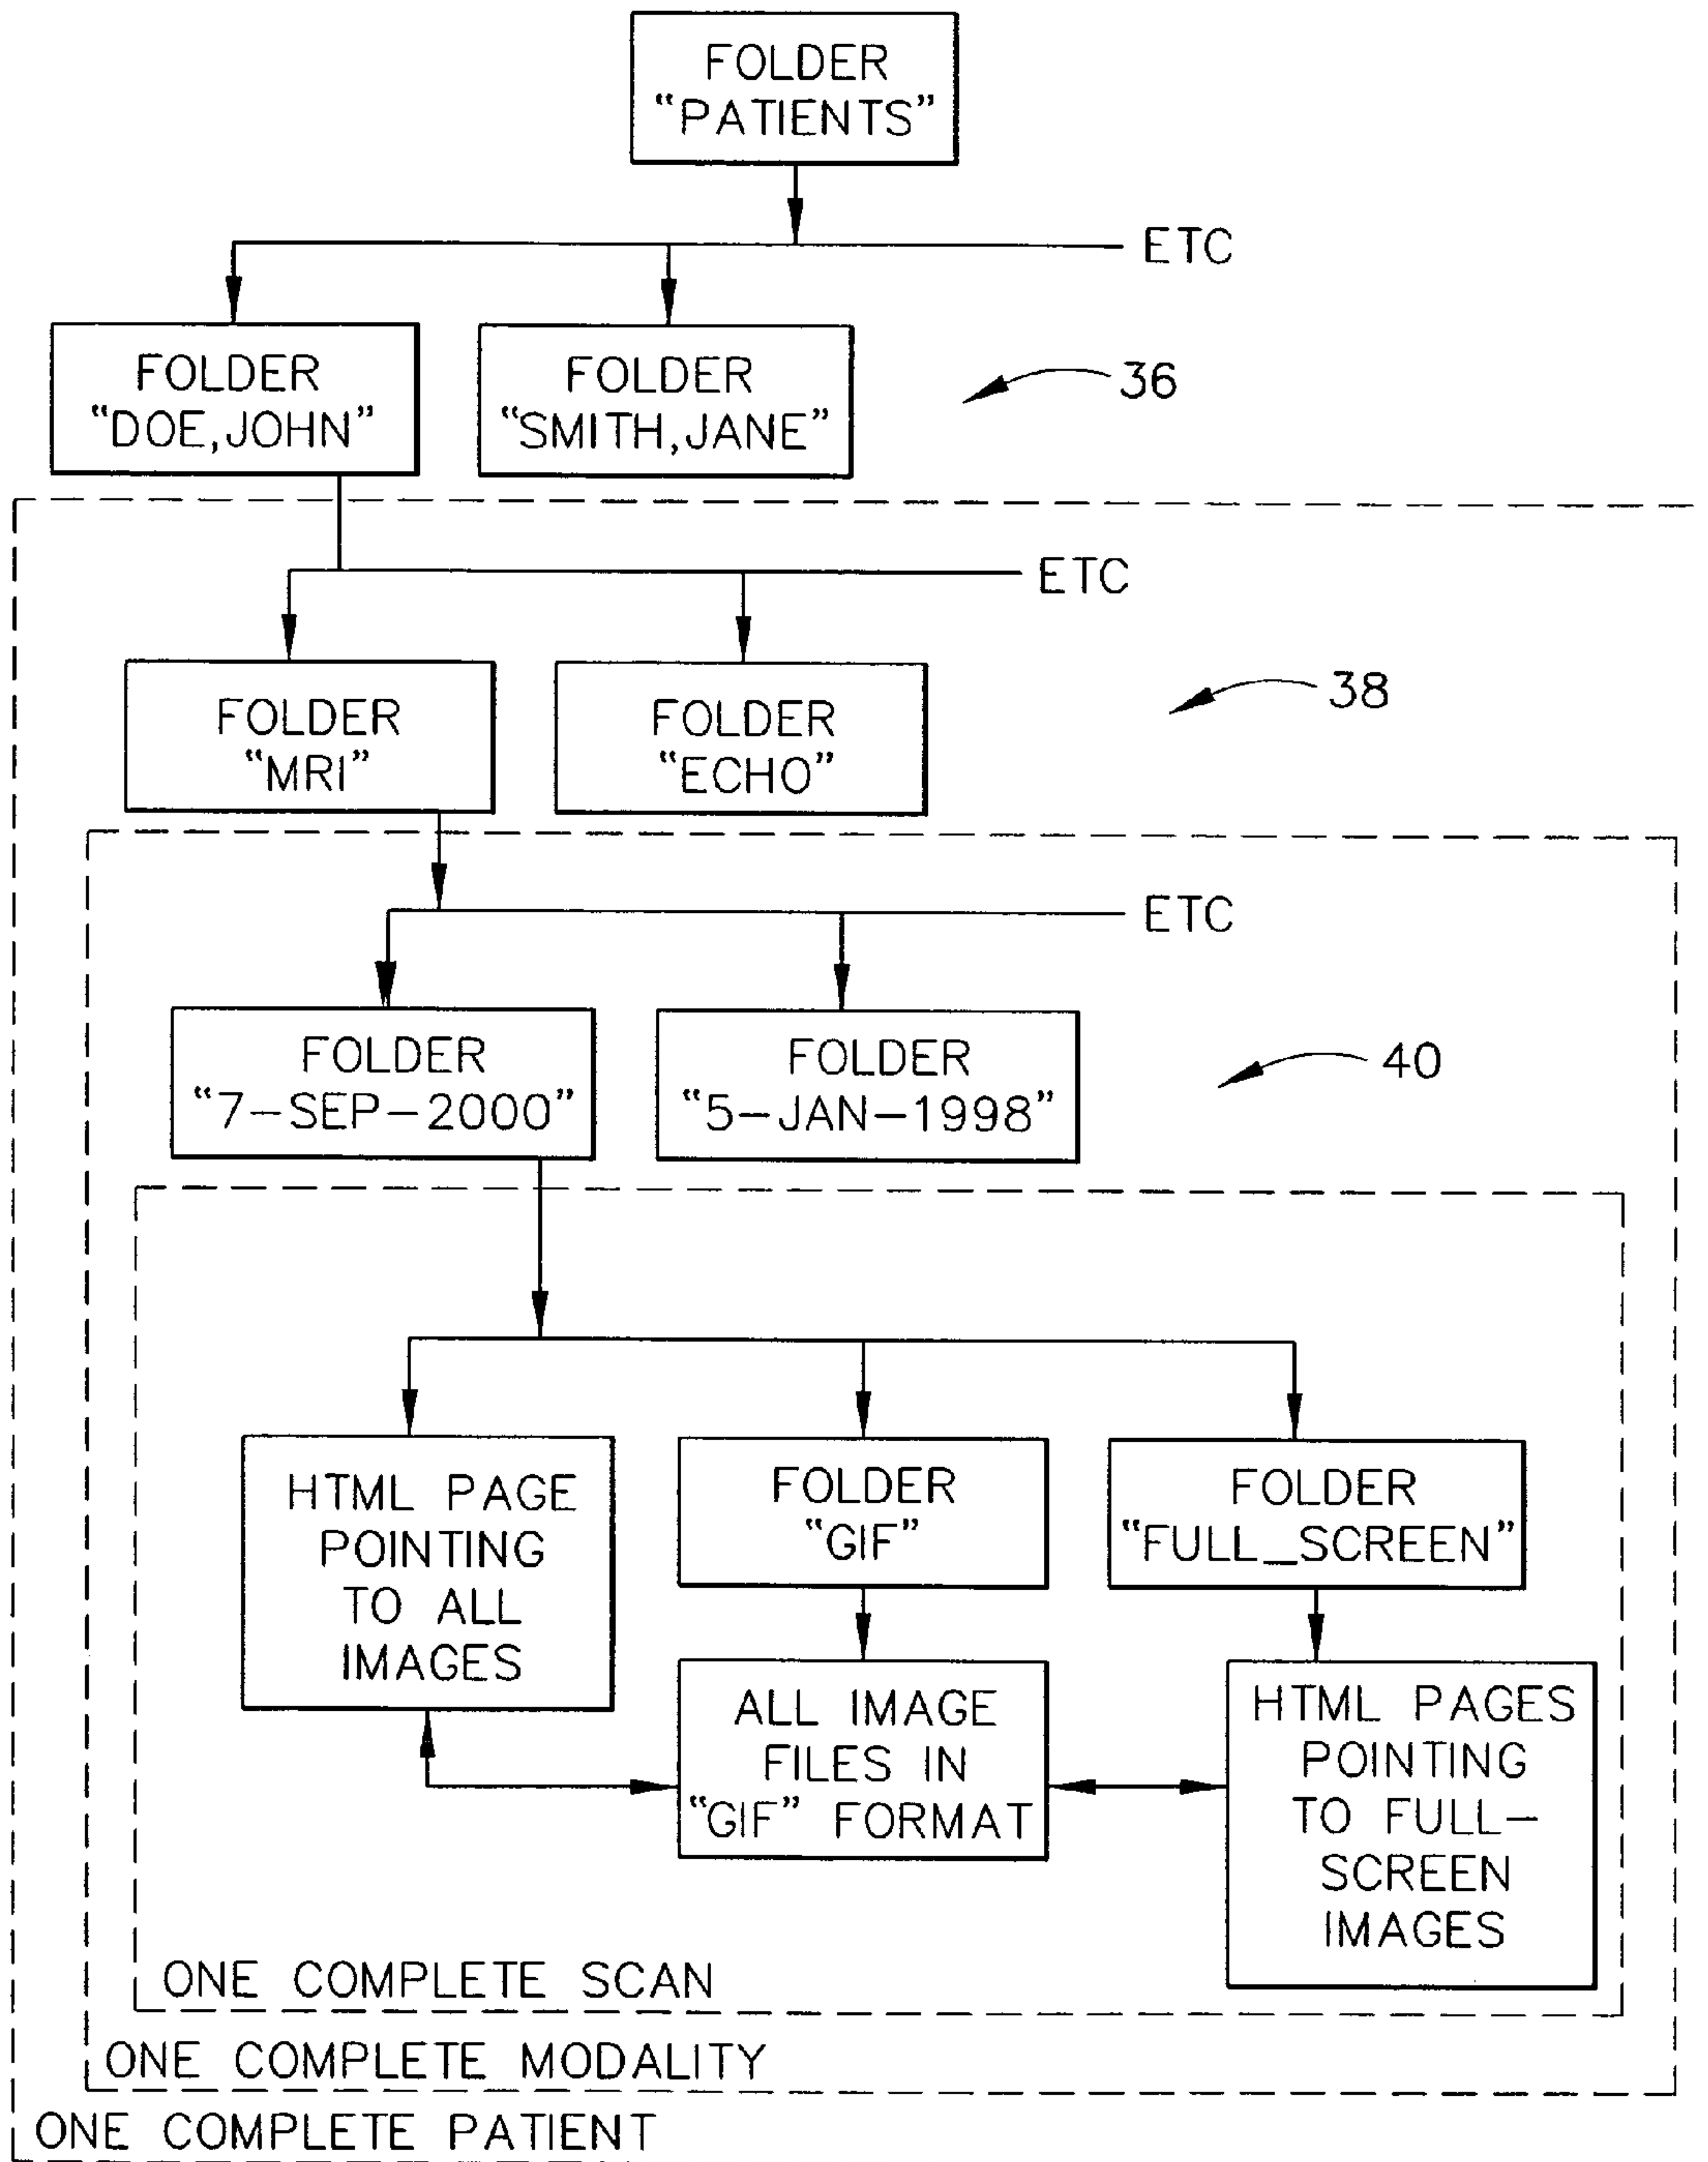 FOLDER
“PATIENTS”
ETC
FOLDER
“DOE,JOHN”
FOLDER
“SMITH,JANE”
36
ETC
FOLDER
“MRI”
FOLDER
“ECHO”
38
ETC
FOLDER
“7–SEP–2000”
FOLDER
“5–JAN–1998”
40
HTML PAGE
POINTING
TO ALL
IMAGES
FOLDER
“GIF”
FOLDER
“FULL_SCREEN”
ALL IMAGE
FILES IN
“GIF” FORMAT
HTML PAGES
POINTING
TO FULL–
SCREEN
IMAGES
ONE COMPLETE SCAN
ONE COMPLETE MODALITY
ONE COMPLETE PATIENT